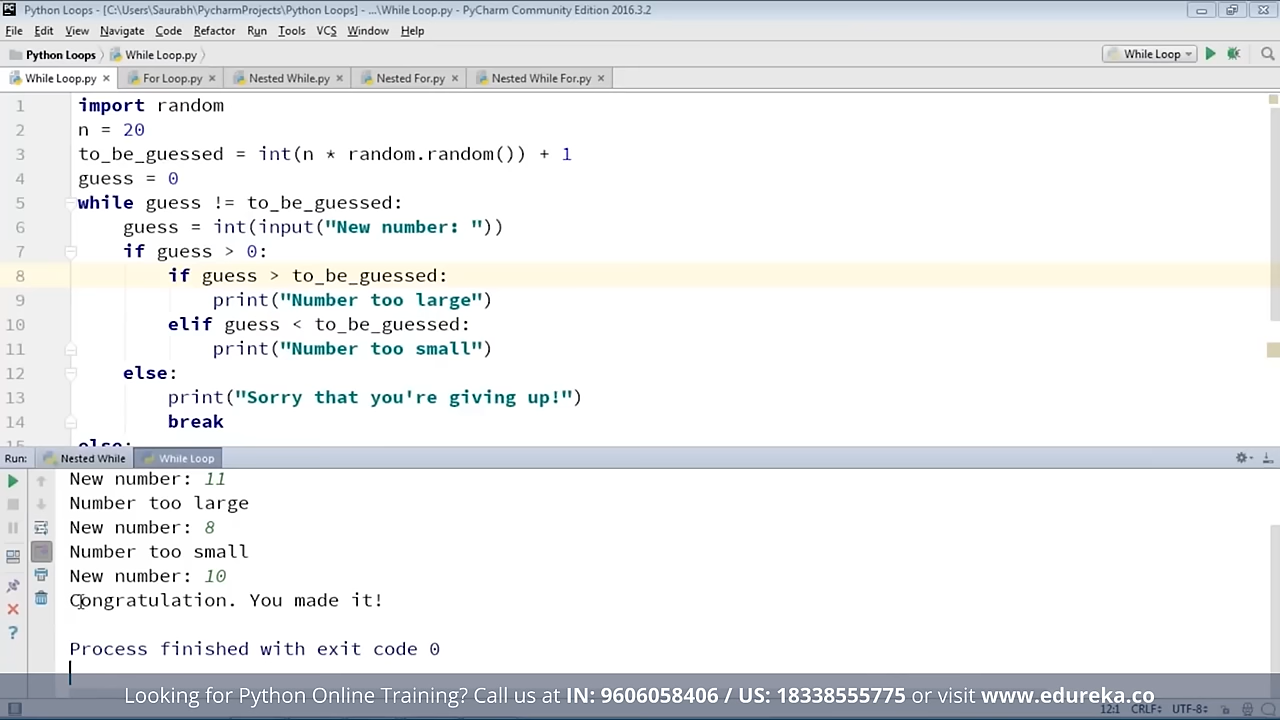 Python Loops - [C:\Users\Saurabh\PycharmProjects\Python Loops] - ...\While Loop.py - PyCharm Community Edition 2016.3.2
File Edit View Navigate Code Refactor Run Tools VCS Window Help
Python Loops While Loop.py While Loop
While Loop.py For Loop.py Nested While.py Nested For.py Nested While For.py
1 import random
2 n = 20
3 to_be_guessed = int(n * random.random()) + 1
4 guess = 0
5 while guess != to_be_guessed:
6 guess = int(input("New number: "))
7 if guess > 0:
8 if guess > to_be_guessed:
9 print("Number too large")
10 elif guess < to_be_guessed:
11 print("Number too small")
12 else:
13 print("Sorry that you're giving up!")
14 break
15 else:
Run: Nested While While Loop
New number: 11
Number too large
New number: 8
Number too small
New number: 10
Congratulation. You made it!
Process finished with exit code 0
Looking for Python Online Training? Call us at IN: 9606058406 / US: 18338555775 or visit www.edureka.co
12:1 CRLF UTF-8